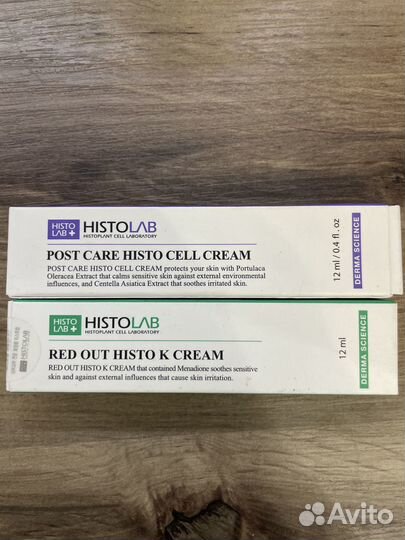 HISTO
LAB+
HISTOLAB
HISTOPLANT CELL LABORATORY
POST CARE HISTO CELL CREAM
POST CARE HISTO CELL CREAM protects your skin with Portulaca
Oleracea Extract that calms sensitive skin against external environmental
influences, and Centella Asiatica Extract that soothes irritated skin.
12 ml / 0.4 fl. oz
DERMA SCIENCE
HISTO
LAB+
HISTOLAB
HISTOPLANT CELL LABORATORY
RED OUT HISTO K CREAM
RED OUT HISTO K CREAM that contained Menadione soothes sensitive
skin and against external influences that cause skin irritation.
12 ml
DERMA SCIENCE
HISTOLAB
Avito